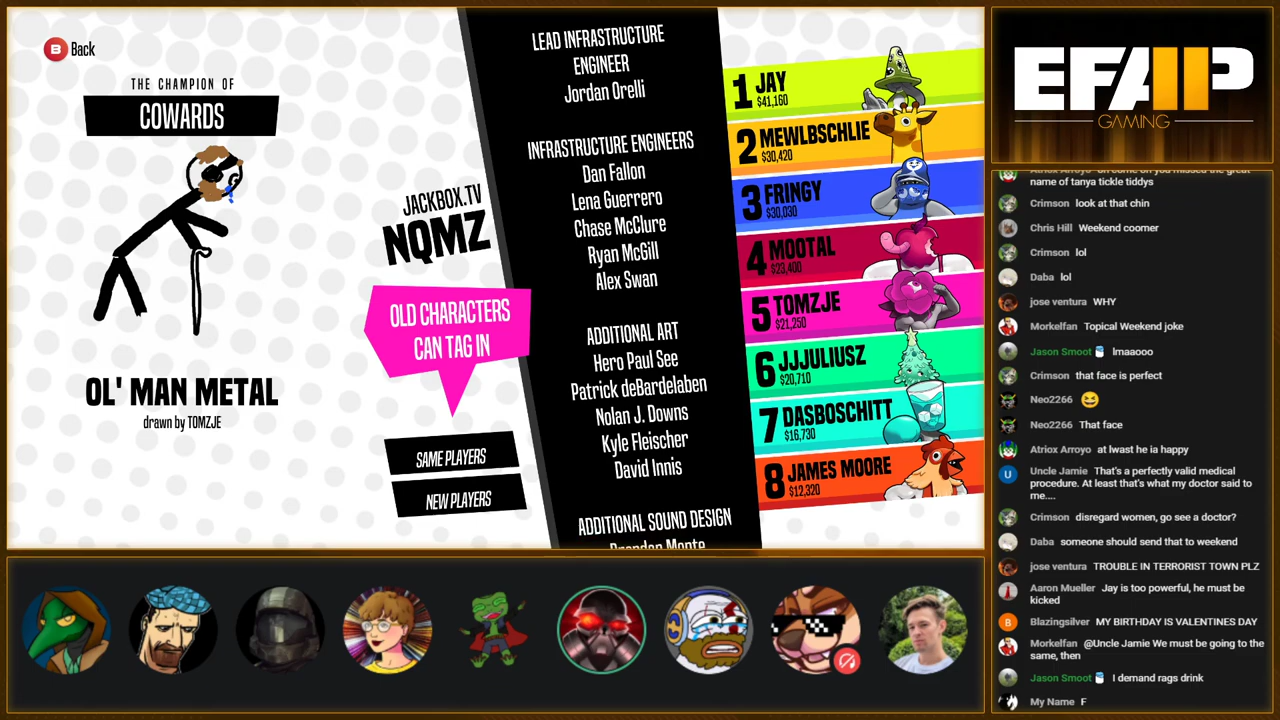 B Back
THE CHAMPION OF
COWARDS
OL' MAN METAL
drawn by TOMZJE
JACKBOX.TV
NQMZ
OLD CHARACTERS
CAN TAG IN
SAME PLAYERS
NEW PLAYERS
LEAD INFRASTRUCTURE
ENGINEER
Jordan Orelli
INFRASTRUCTURE ENGINEERS
Dan Fallon
Lena Guerrero
Chase McClure
Ryan McGill
Alex Swan
ADDITIONAL ART
Hero Paul See
Patrick deBardelaben
Nolan J. Downs
Kyle Fleischer
David Innis
ADDITIONAL SOUND DESIGN
1 JAY
$41,160
2 MEWLBSCHLIE
$30,420
3 FRINGY
$30,030
4 MOOTAL
$23,400
5 TOMZJE
$21,250
6 JJJULIUSZ
$20,710
7 DASBOSCHITT
$16,730
8 JAMES MOORE
$12,320
EFAP
GAMING
name of tanya tickle tiddys
Crimson look at that chin
Chris Hill Weekend coomer
Crimson lol
Daba lol
jose ventura WHY
Morkelfan Topical Weekend joke
Jason Smoot lmaaooo
Crimson that face is perfect
Neo2266 😆
Neo2266 That face
Atriox Arroyo at lwast he ia happy
U Uncle Jamie That's a perfectly valid medical
procedure. At least that's what my doctor said to
me....
Crimson disregard women, go see a doctor?
Daba someone should send that to weekend
jose ventura TROUBLE IN TERRORIST TOWN PLZ
Aaron Mueller Jay is too powerful, he must be
kicked
B Blazingsilver MY BIRTHDAY IS VALENTINES DAY
Morkelfan @Uncle Jamie We must be going to the
same, then
Jason Smoot I demand rags drink
My Name F